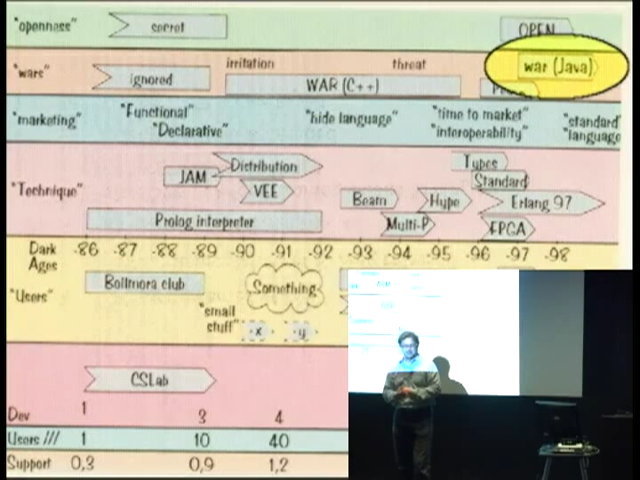 "openness" secret OPEN
"wars" ignored irritation WAR (C++) threat war (Java)
"marketing" "Functional" "Declarative" "hide language" "time to market" "interoperability" "standard" "language
"Technique" JAM Distribution VEE Types Standard
Beam Hype Erlang 97
Prolog interpreter Multi-P FPGA
Dark Ages -86 -87 -88 -89 -90 -91 -92 -93 -94 -95 -96 -97 -98
"Users" Bollmora club "small stuff" Something x y
CSLab
Dev 1 3 4
Users /// 1 10 40
Support 0,3 0,9 1,2